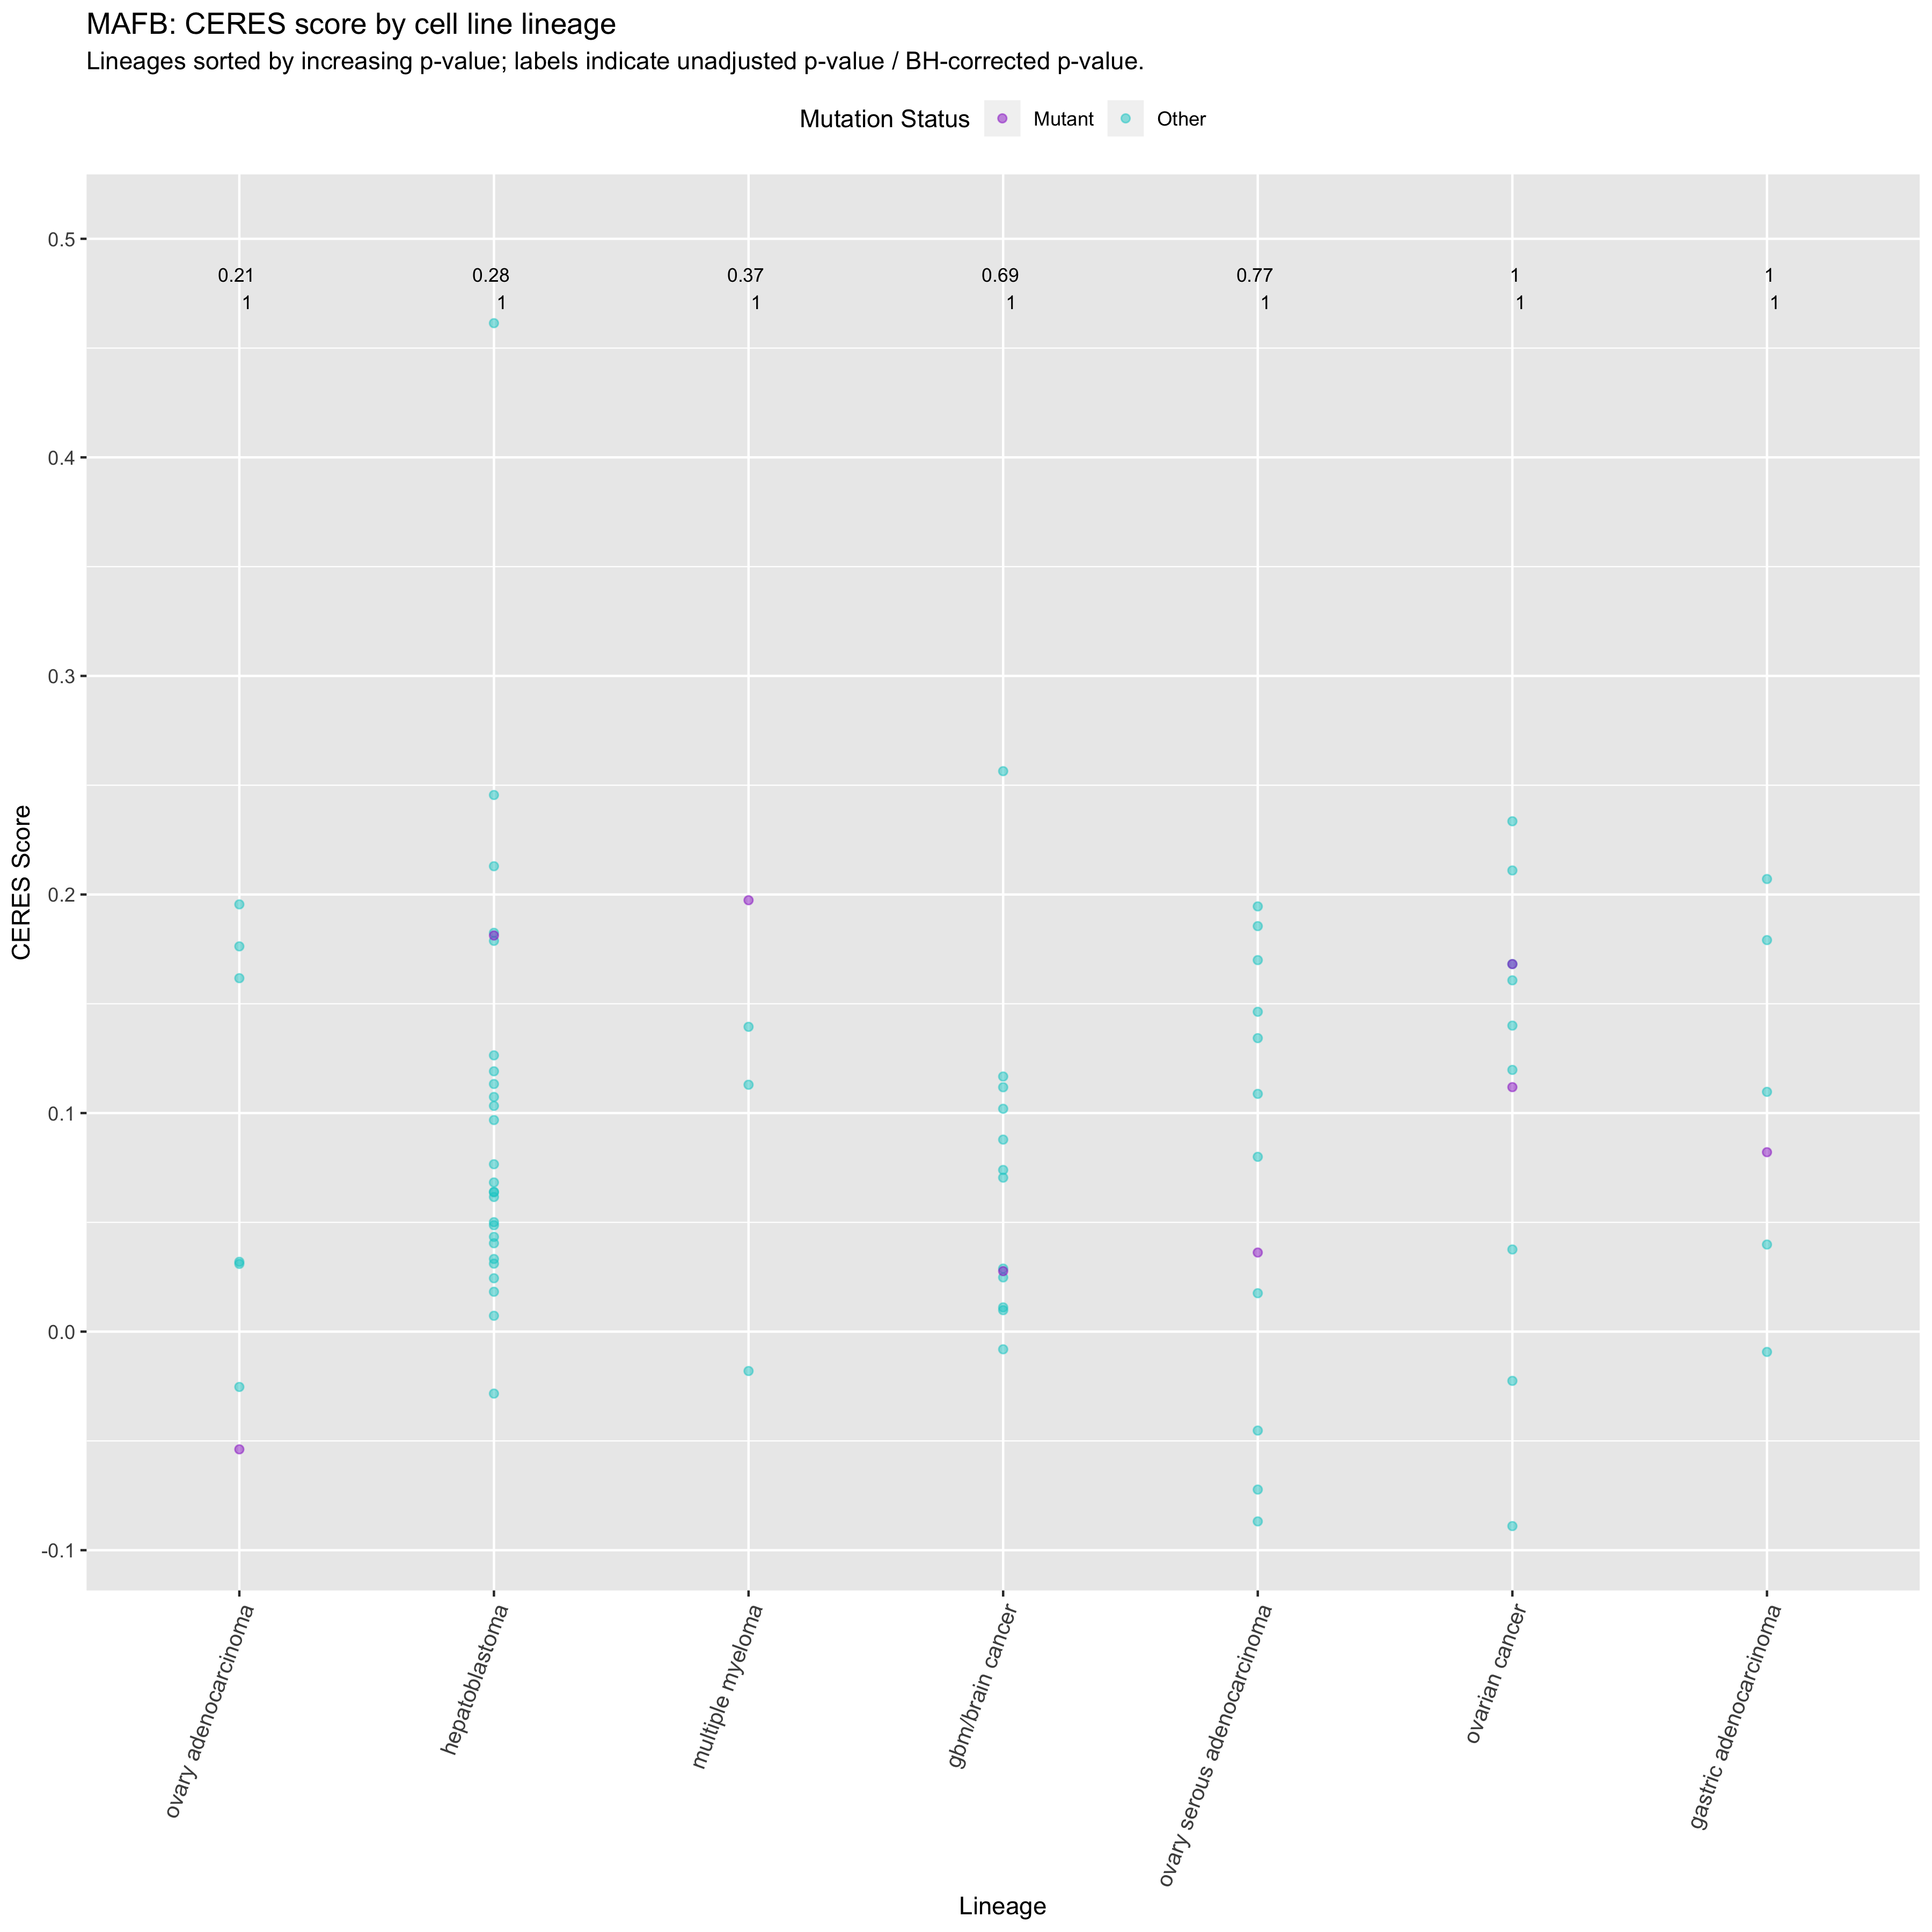 MAFB: CERES score by cell line lineage
Lineages sorted by increasing p-value; labels indicate unadjusted p-value / BH-corrected p-value.
Mutation Status Mutant Other
0.5
0.21 0.28 0.37 0.69 0.77 1 1
1 1 1 1 1 1 1
0.4
0.3
CERES Score
0.2
0.1
0.0
-0.1
ovary adenocarcinoma
hepatoblastoma
multiple myeloma
gbm/brain cancer
ovary serous adenocarcinoma
ovarian cancer
gastric adenocarcinoma
Lineage